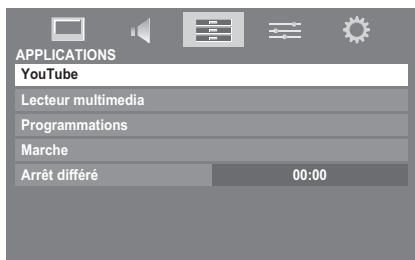 APPLICATIONS
YouTube
Lecteur multimedia
Programmations
Marche
Arrêt différé 00:00